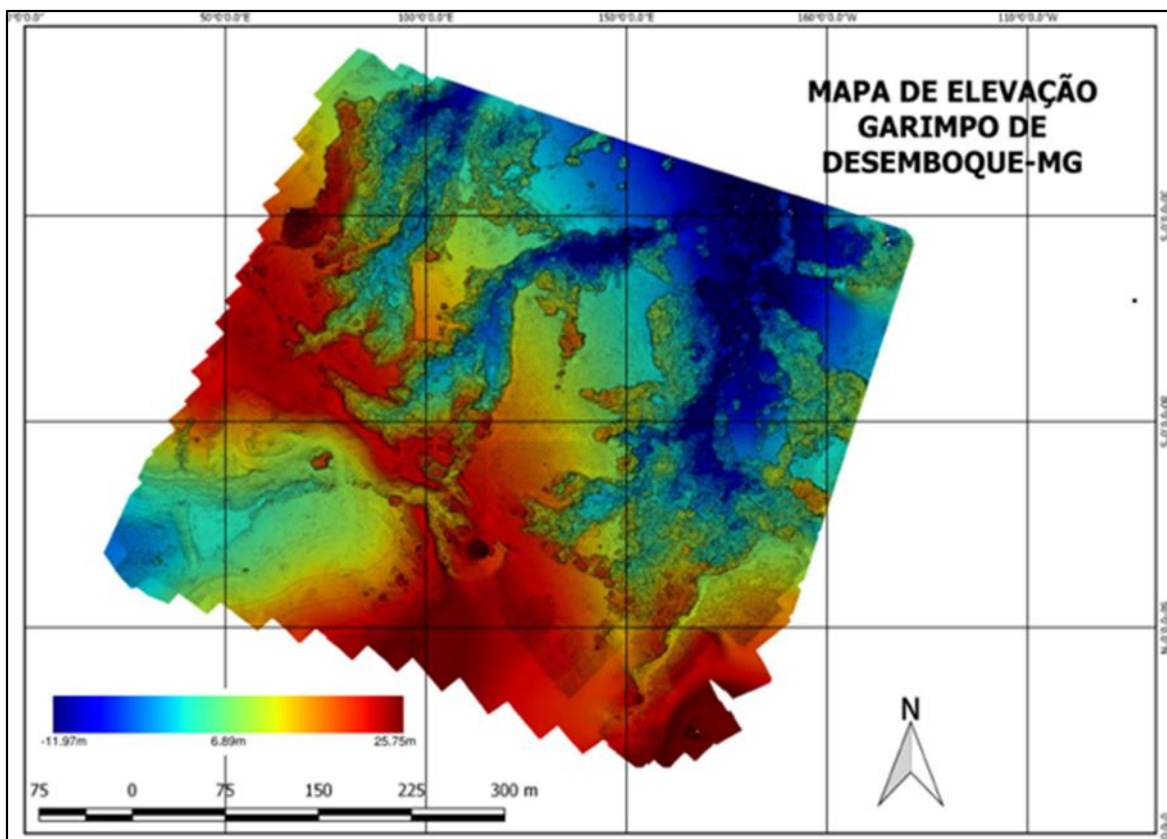 50°0'0.0"E 100°0'0.0"E 150°0'0.0"E 160°0'0.0"W 110°0'0.0"W
MAPA DE ELEVAÇÃO
GARIMPO DE
DESEMBOQUE-MG
-11.97m 6.89m 25.75m
N
75 0 75 150 225 300 m